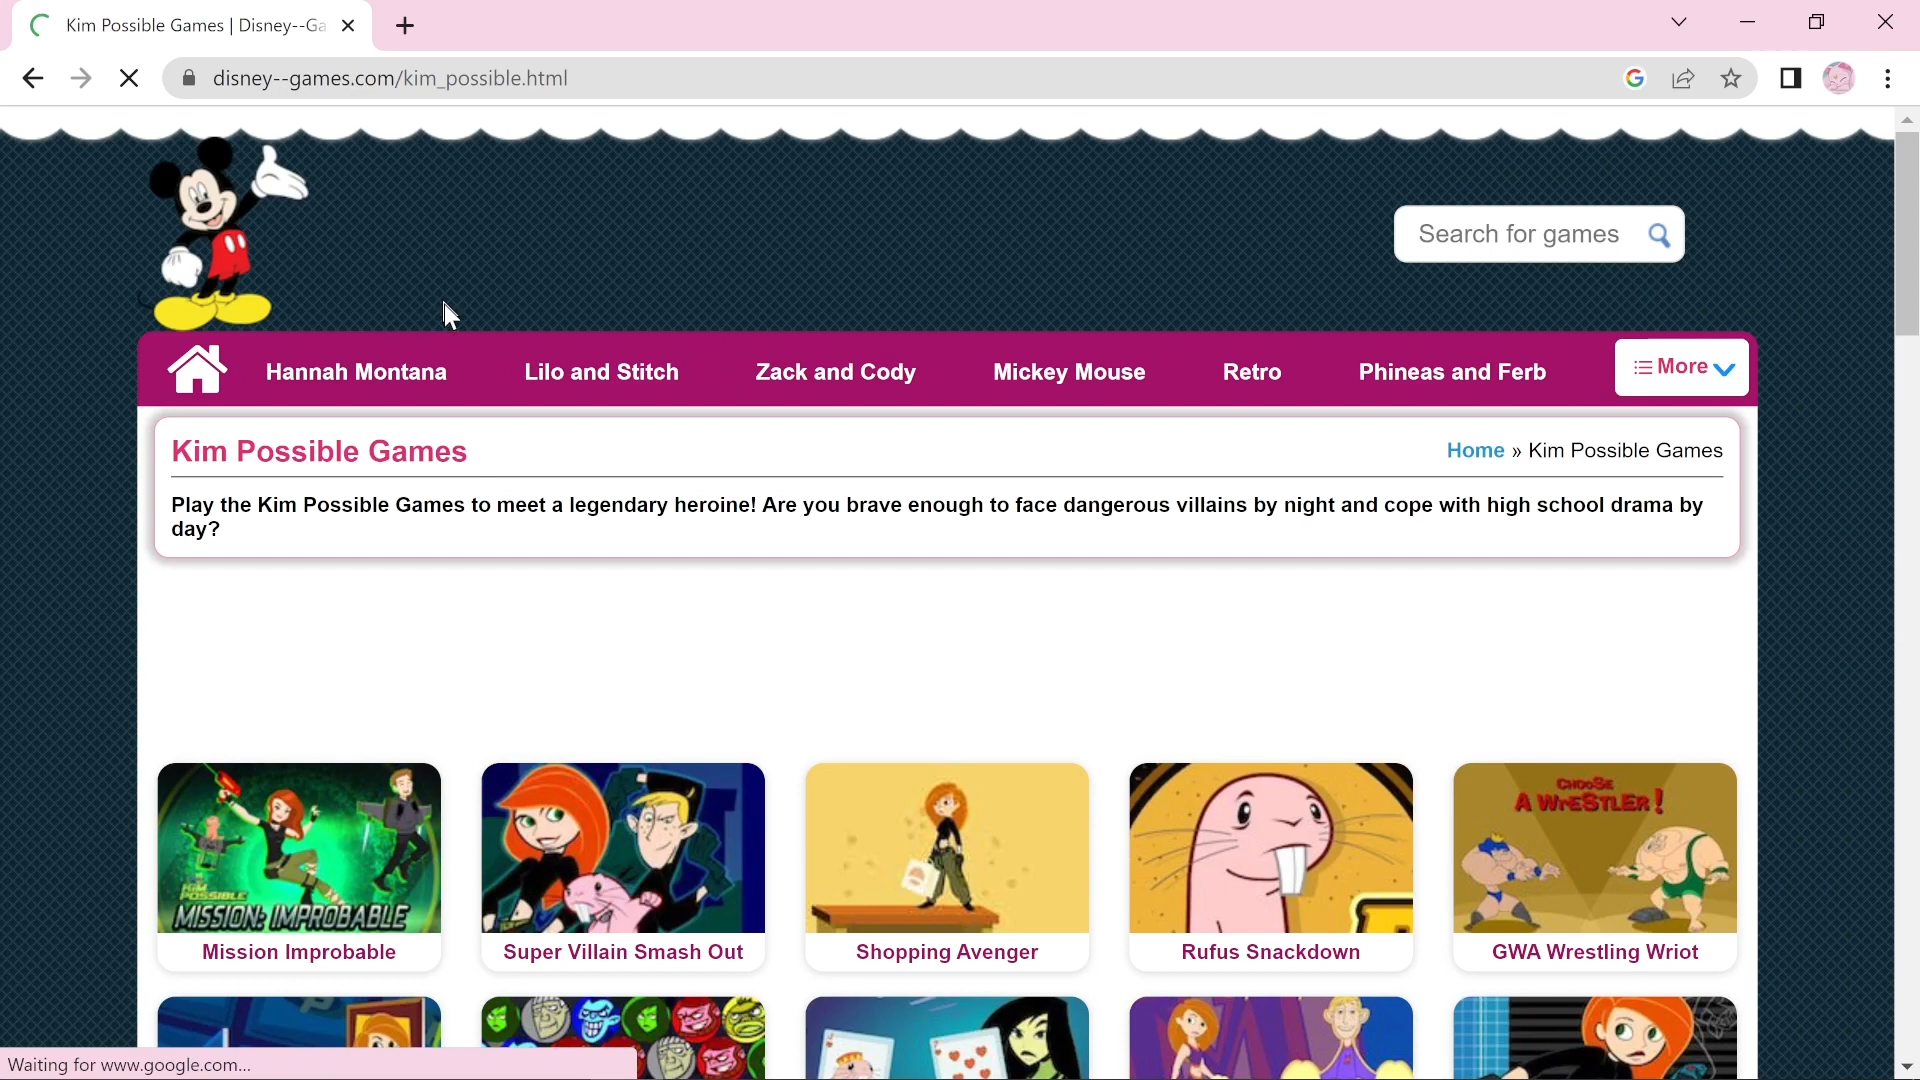 Kim Possible Games | Disney--Ga
disney--games.com/kim_possible.html
Search for games
Hannah Montana Lilo and Stitch Zack and Cody Mickey Mouse Retro Phineas and Ferb More
Kim Possible Games
Home » Kim Possible Games
Play the Kim Possible Games to meet a legendary heroine! Are you brave enough to face dangerous villains by night and cope with high school drama by
day?
KIM
POSSIBLE
MISSION: IMPROBABLE
CHOOSE
A WRESTLER!
Mission Improbable Super Villain Smash Out Shopping Avenger Rufus Snackdown GWA Wrestling Wriot
Waiting for www.google.com...